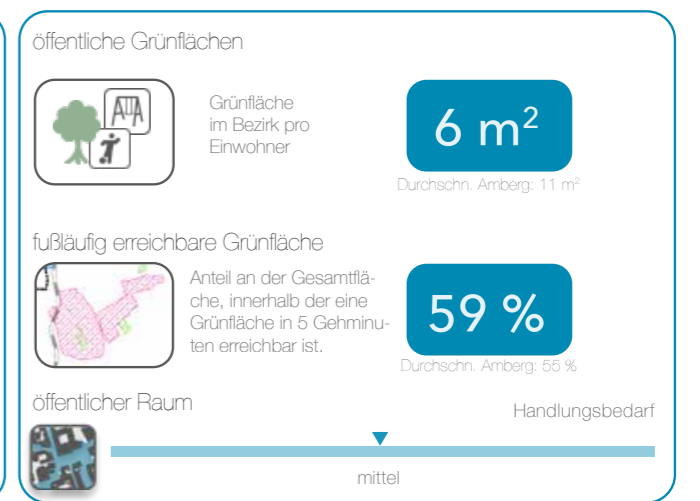 öffentliche Grünflächen
Grünfläche
im Bezirk pro
Einwohner
6 m²
Durchschn. Amberg: 11 m²
fußläufig erreichbare Grünfläche
Anteil an der Gesamtflä-
che, innerhalb der eine
Grünfläche in 5 Gehminu-
ten erreichbar ist.
59 %
Durchschn. Amberg: 55 %
öffentlicher Raum
Handlungsbedarf
mittel